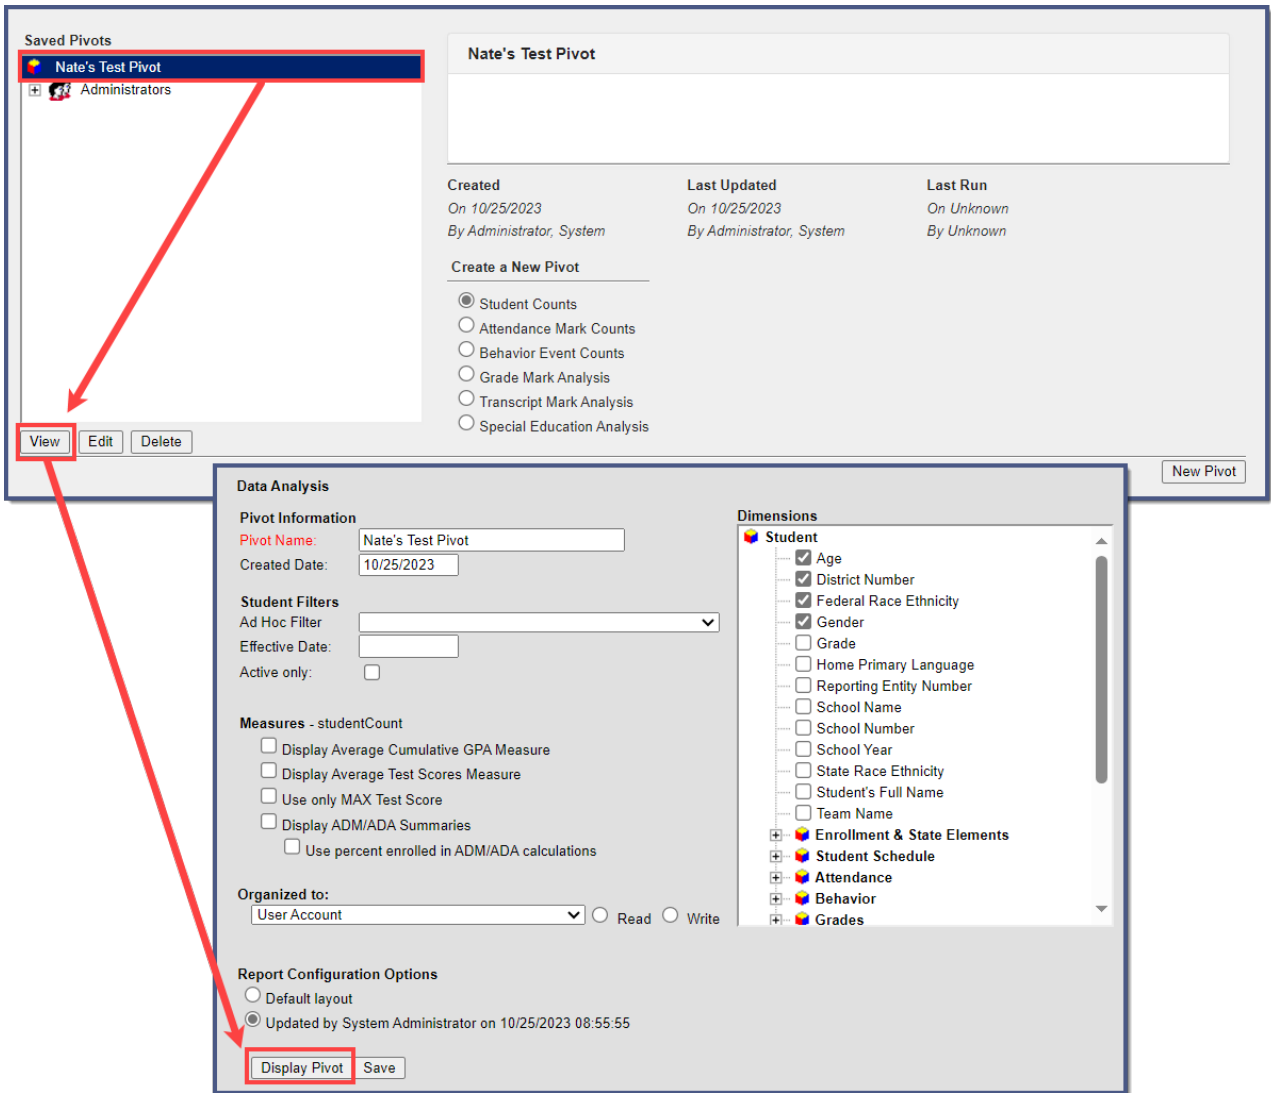 Saved Pivots
Nate's Test Pivot
Administrators
View
Edit
Delete
Nate's Test Pivot
Created
On 10/25/2023
By Administrator, System
Last Updated
On 10/25/2023
By Administrator, System
Last Run
On Unknown
By Unknown
Create a New Pivot
Student Counts
Attendance Mark Counts
Behavior Event Counts
Grade Mark Analysis
Transcript Mark Analysis
Special Education Analysis
New Pivot
Data Analysis
Pivot Information
Pivot Name: Nate's Test Pivot
Created Date: 10/25/2023
Student Filters
Ad Hoc Filter
Effective Date:
Active only:
Measures - studentCount
Display Average Cumulative GPA Measure
Display Average Test Scores Measure
Use only MAX Test Score
Display ADM/ADA Summaries
Use percent enrolled in ADM/ADA calculations
Organized to:
User Account Read Write
Report Configuration Options
Default layout
Updated by System Administrator on 10/25/2023 08:55:55
Display Pivot Save
Dimensions
Student
Age
District Number
Federal Race Ethnicity
Gender
Grade
Home Primary Language
Reporting Entity Number
School Name
School Number
School Year
State Race Ethnicity
Student's Full Name
Team Name
Enrollment & State Elements
Student Schedule
Attendance
Behavior
Grades